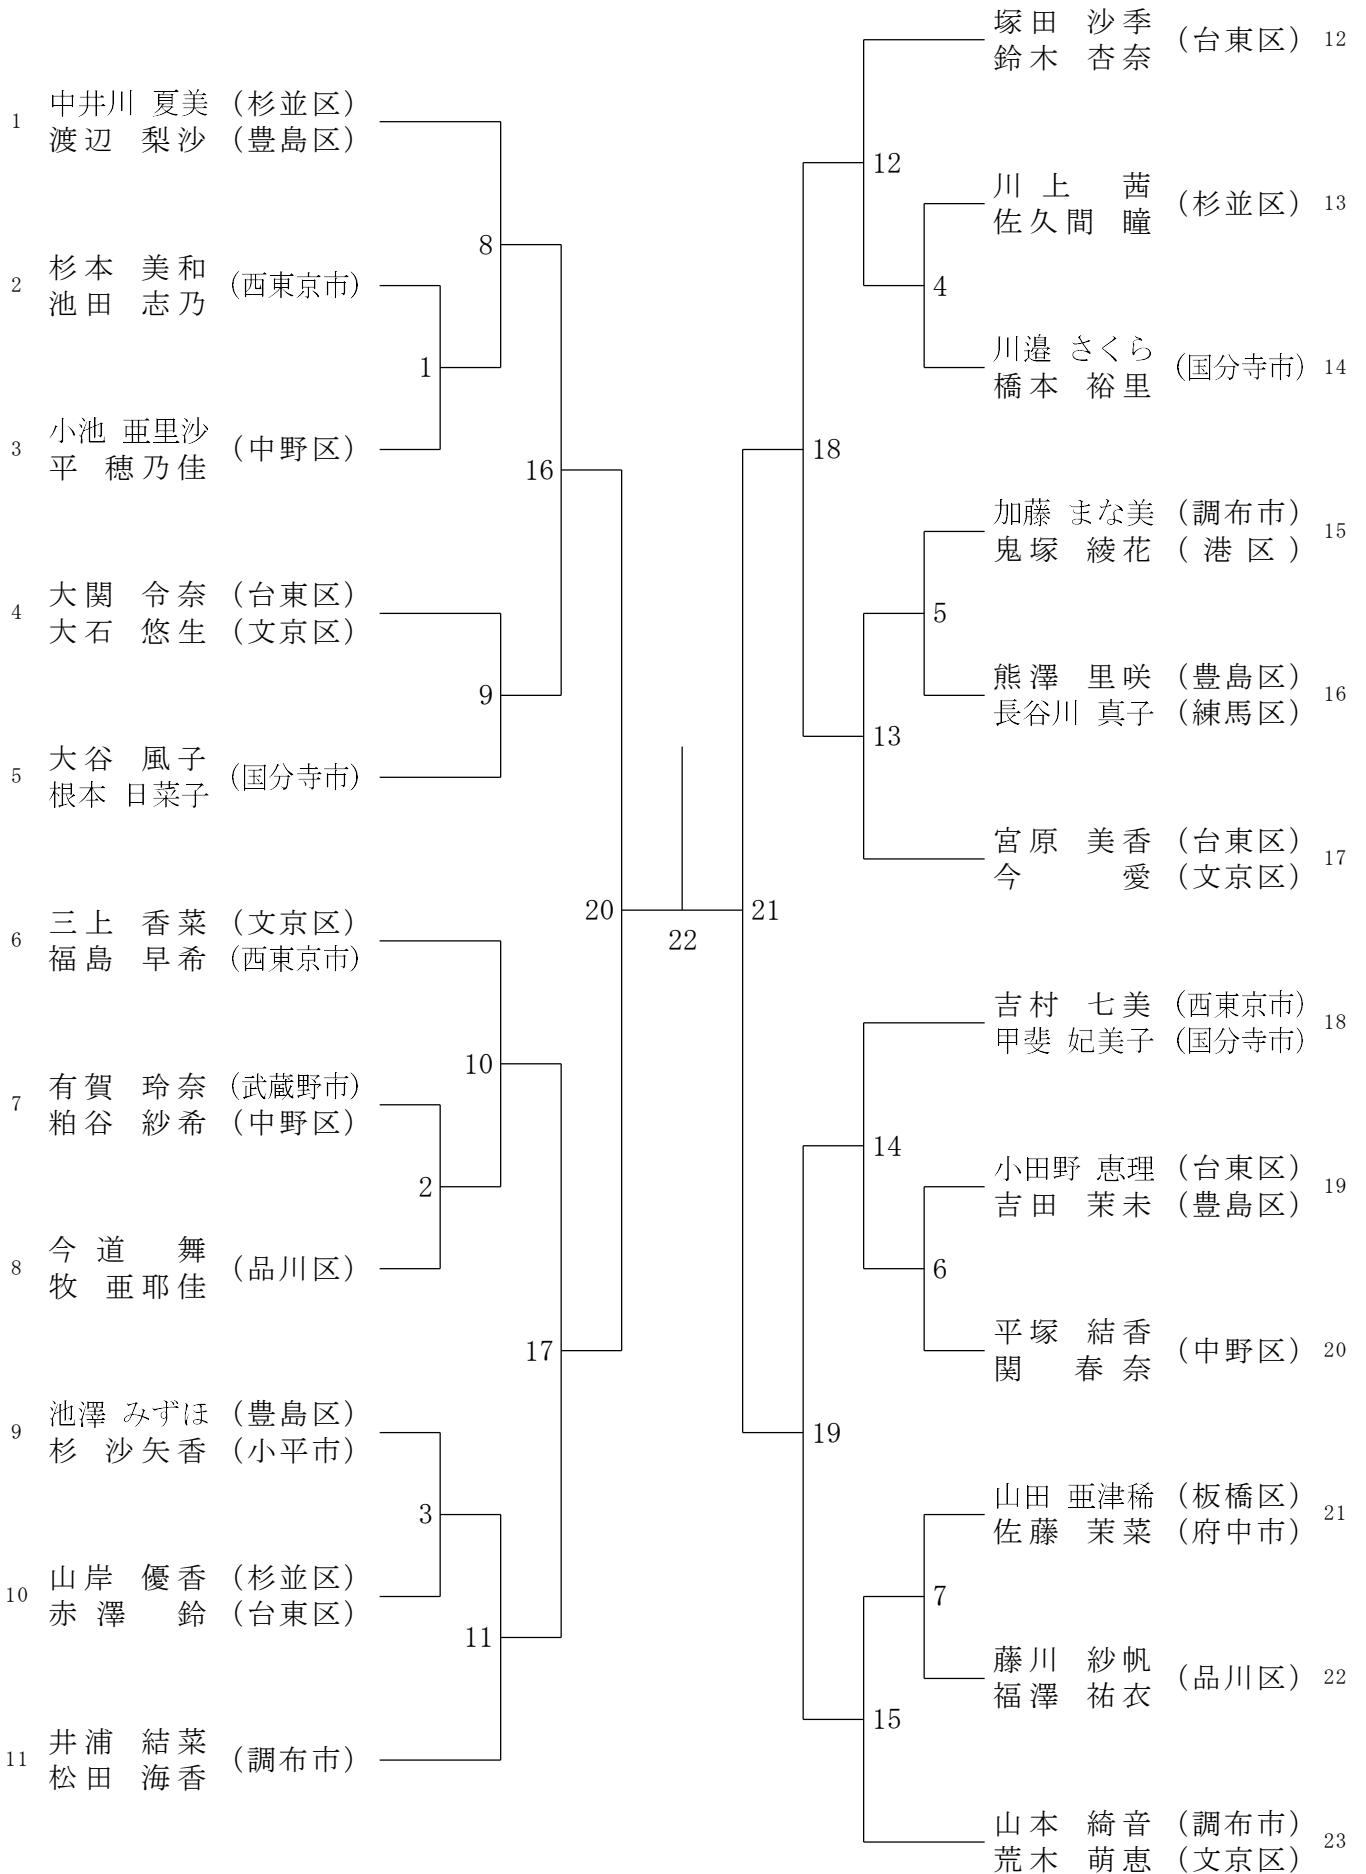 1 中井川 夏美 (杉並区)
渡辺 梨沙 (豊島区)
2 杉本 美和 (西東京市)
池田 志乃
3 小池 亜里沙 (中野区)
平 穂乃佳
4 大関 令奈 (台東区)
大石 悠生 (文京区)
5 大谷 風子 (国分寺市)
根本 日菜子
6 三上 香菜 (文京区)
福島 早希 (西東京市)
7 有賀 玲奈 (武蔵野市)
粕谷 紗希 (中野区)
8 今道 舞 (品川区)
牧 亜耶佳
9 池澤 みずほ (豊島区)
杉 沙矢香 (小平市)
10 山岸 優香 (杉並区)
赤澤 鈴 (台東区)
11 井浦 結菜 (調布市)
松田 海香
8
1
16
9
10
2
17
3
11
20
22
21
18
12
4
5
13
14
6
19
7
15
塚田 沙季 (台東区) 12
鈴木 杏奈
川上 茜 (杉並区) 13
佐久間 瞳
川邉 さくら (国分寺市) 14
橋本 裕里
加藤 まな美 (調布市) 15
鬼塚 綾花 (港区)
熊澤 里咲 (豊島区) 16
長谷川 真子 (練馬区)
宮原 美香 (台東区) 17
今 愛 (文京区)
吉村 七美 (西東京市) 18
甲斐 妃美子 (国分寺市)
小田野 恵理 (台東区) 19
吉田 茉未 (豊島区)
平塚 結香 (中野区) 20
関 春奈
山田 亜津稀 (板橋区) 21
佐藤 茉菜 (府中市)
藤川 紗帆 (品川区) 22
福澤 祐衣
山本 綺音 (調布市) 23
荒木 萌恵 (文京区)